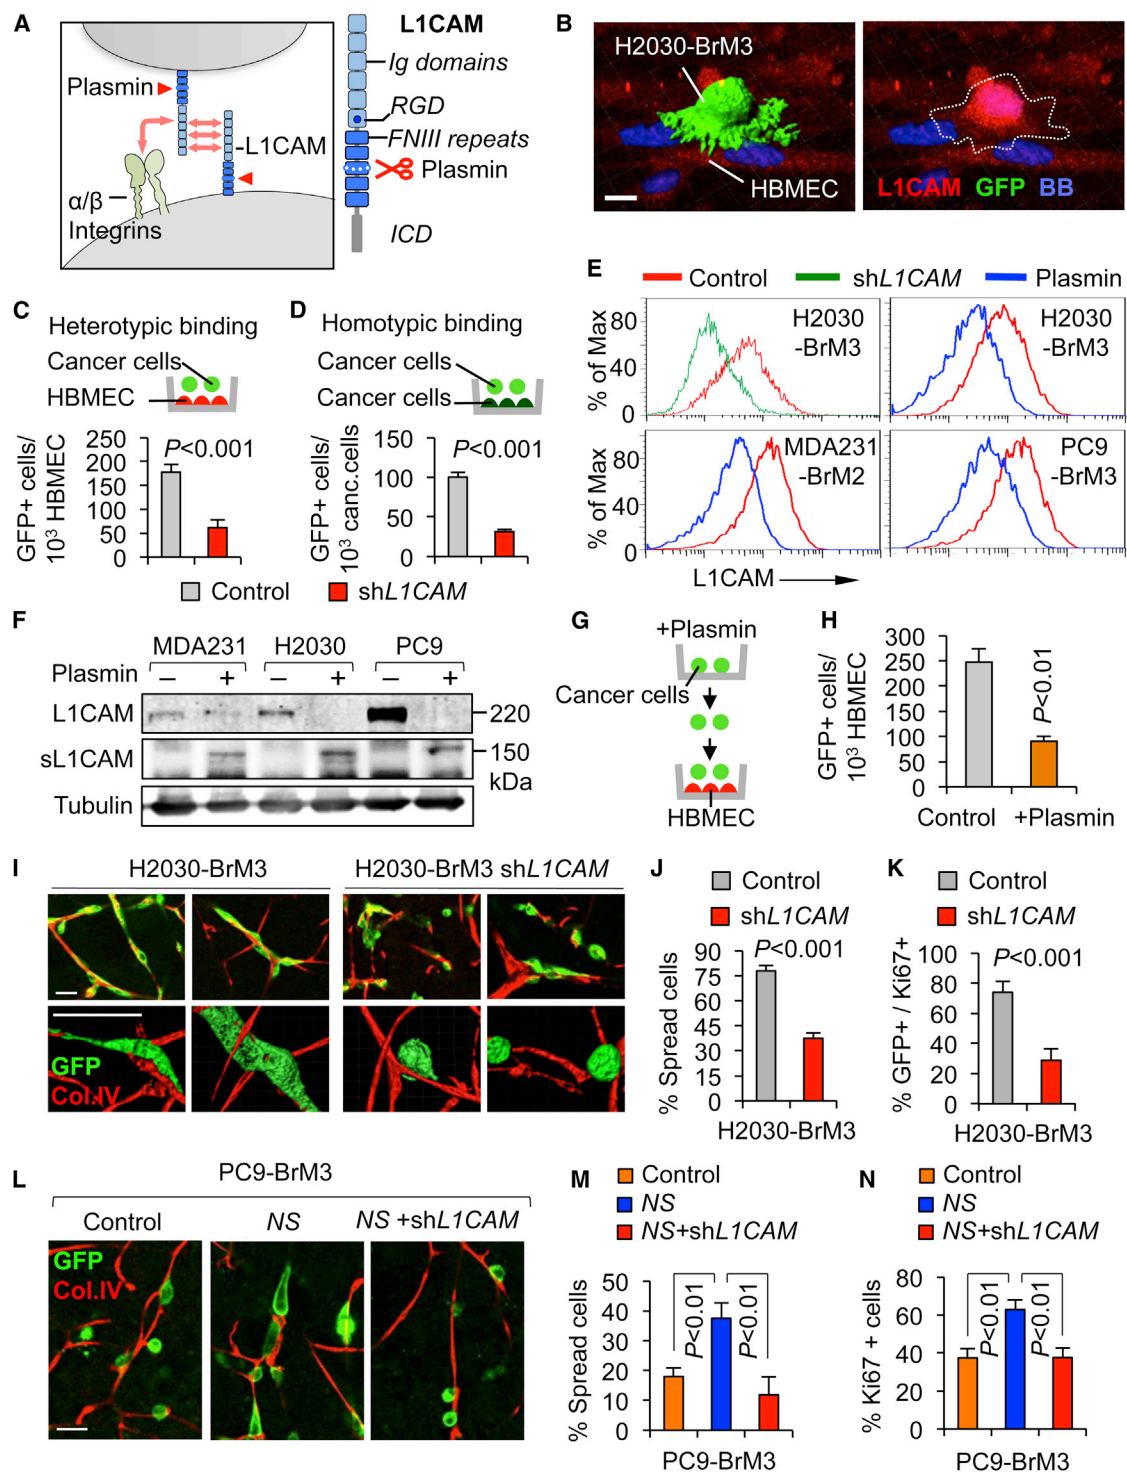 A
L1CAM
Plasmin
Ig domains
RGD
FNIII repeats
L1CAM
Plasmin
α/β
Integrins
ICD
B
H2030-BrM3
HBMEC
L1CAM GFP BB
C
Heterotypic binding
Cancer cells
HBMEC
GFP+ cells/
10³ HBMEC
250
200
150
100
50
0
P<0.001
D
Homotypic binding
Cancer cells
Cancer cells
GFP+ cells/
10³ canc.cells
150
100
50
0
P<0.001
Control
shL1CAM
E
Control
shL1CAM
Plasmin
% of Max
80
40
0
H2030
-BrM3
H2030
-BrM3
% of Max
80
40
0
MDA231
-BrM2
PC9
-BrM3
L1CAM
F
MDA231 H2030 PC9
Plasmin − + − + − +
L1CAM
220
sL1CAM
150
kDa
Tubulin
G
+Plasmin
Cancer cells
HBMEC
H
GFP+ cells/
10³ HBMEC
300
250
200
150
100
50
0
P<0.01
Control +Plasmin
I
H2030-BrM3
H2030-BrM3 shL1CAM
GFP
Col.IV
J
Control
shL1CAM
% Spread cells
90
75
60
45
30
15
0
P<0.001
H2030-BrM3
K
Control
shL1CAM
% GFP+ / Ki67+
100
80
60
40
20
0
P<0.001
H2030-BrM3
L
PC9-BrM3
Control
NS
NS +shL1CAM
GFP
Col.IV
M
Control
NS
NS+shL1CAM
% Spread cells
50
40
30
20
10
0
P<0.01
P<0.01
PC9-BrM3
N
Control
NS
NS+shL1CAM
% Ki67 + cells
80
60
40
20
0
P<0.01
P<0.01
PC9-BrM3